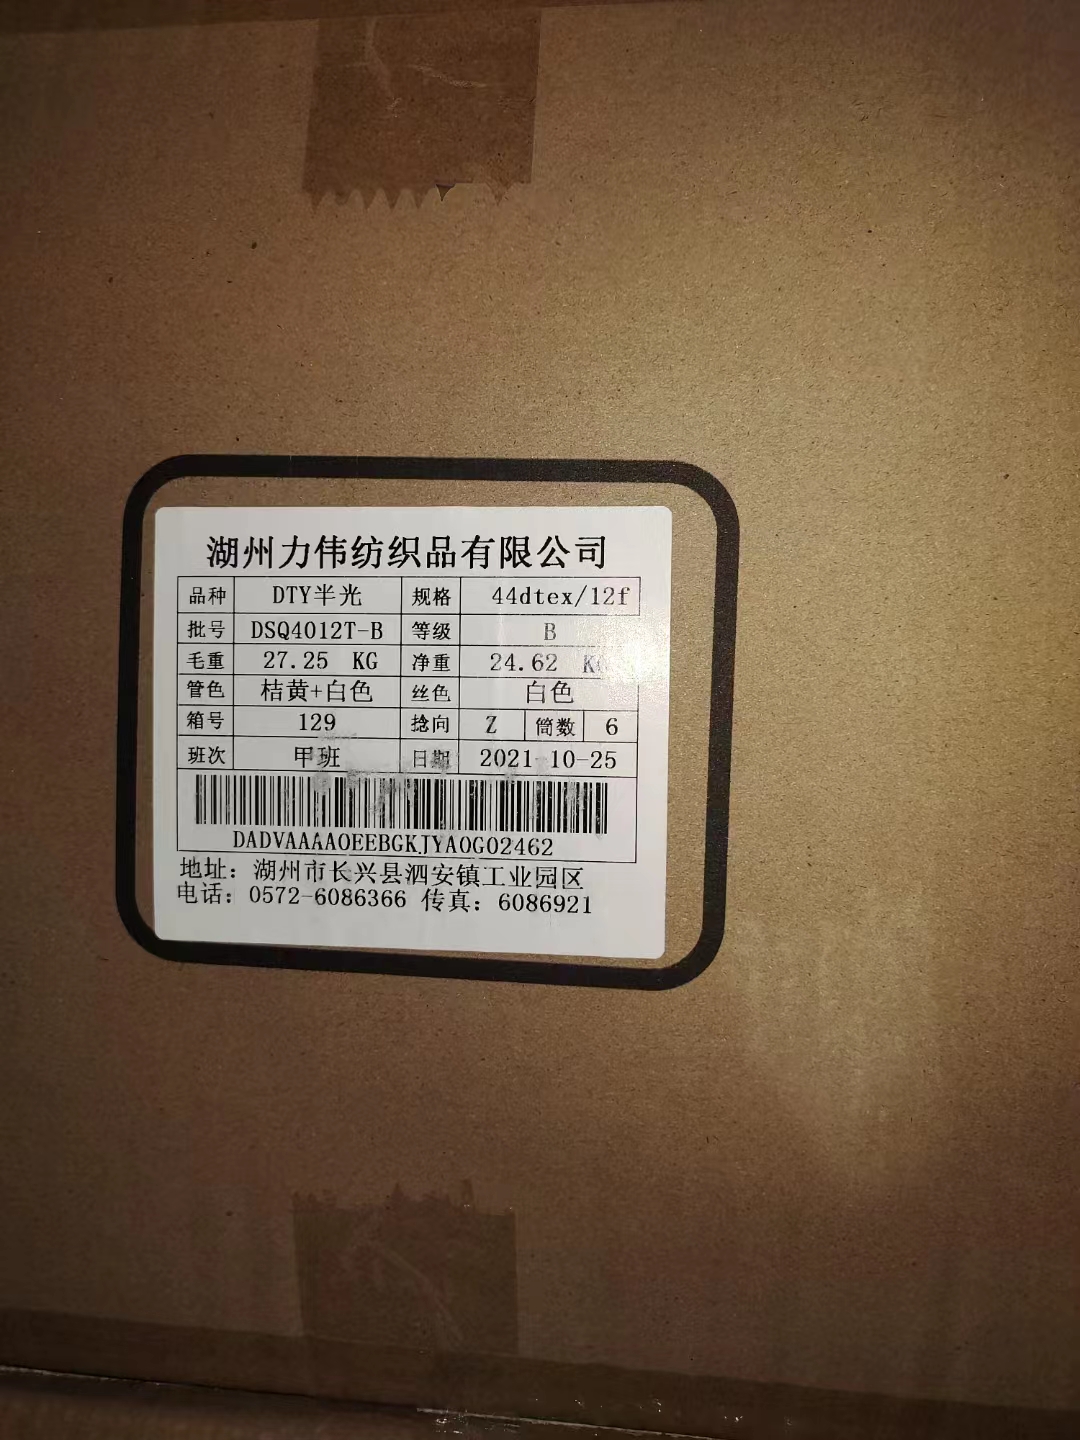 湖州力伟纺织品有限公司
品种 DTY半光 规格 44dtex/12f
批号 DSQ4012T-B 等级 B
毛重 27.25 KG 净重 24.62 KG
管色 桔黄+白色 丝色 白色
箱号 129 捻向 Z 筒数 6
班次 甲班 日期 2021-10-25
DADVAAAAOEEBGKJYAOGO2462
地址：湖州市长兴县泗安镇工业园区
电话：0572-6086366 传真：6086921